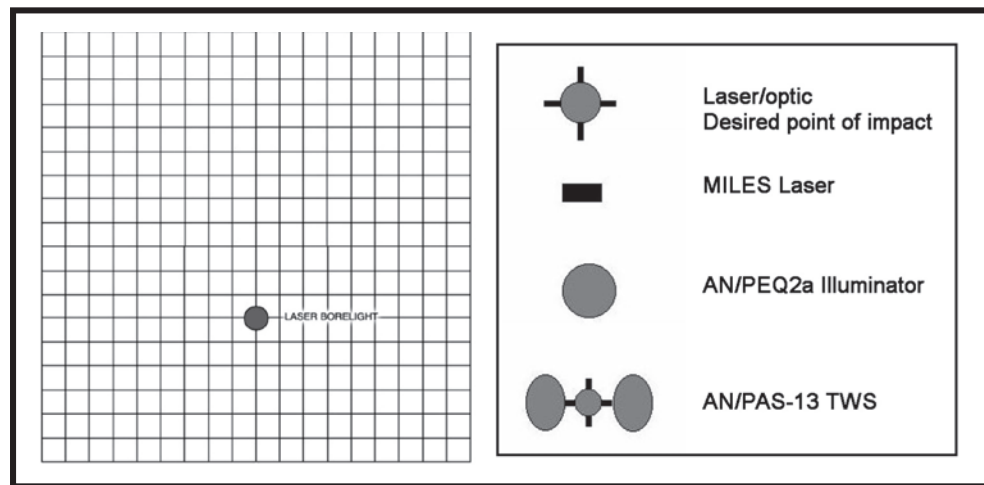 LASER BORELIGHT
Laser/optic
Desired point of impact
MILES Laser
AN/PEQ2a Illuminator
AN/PAS-13 TWS